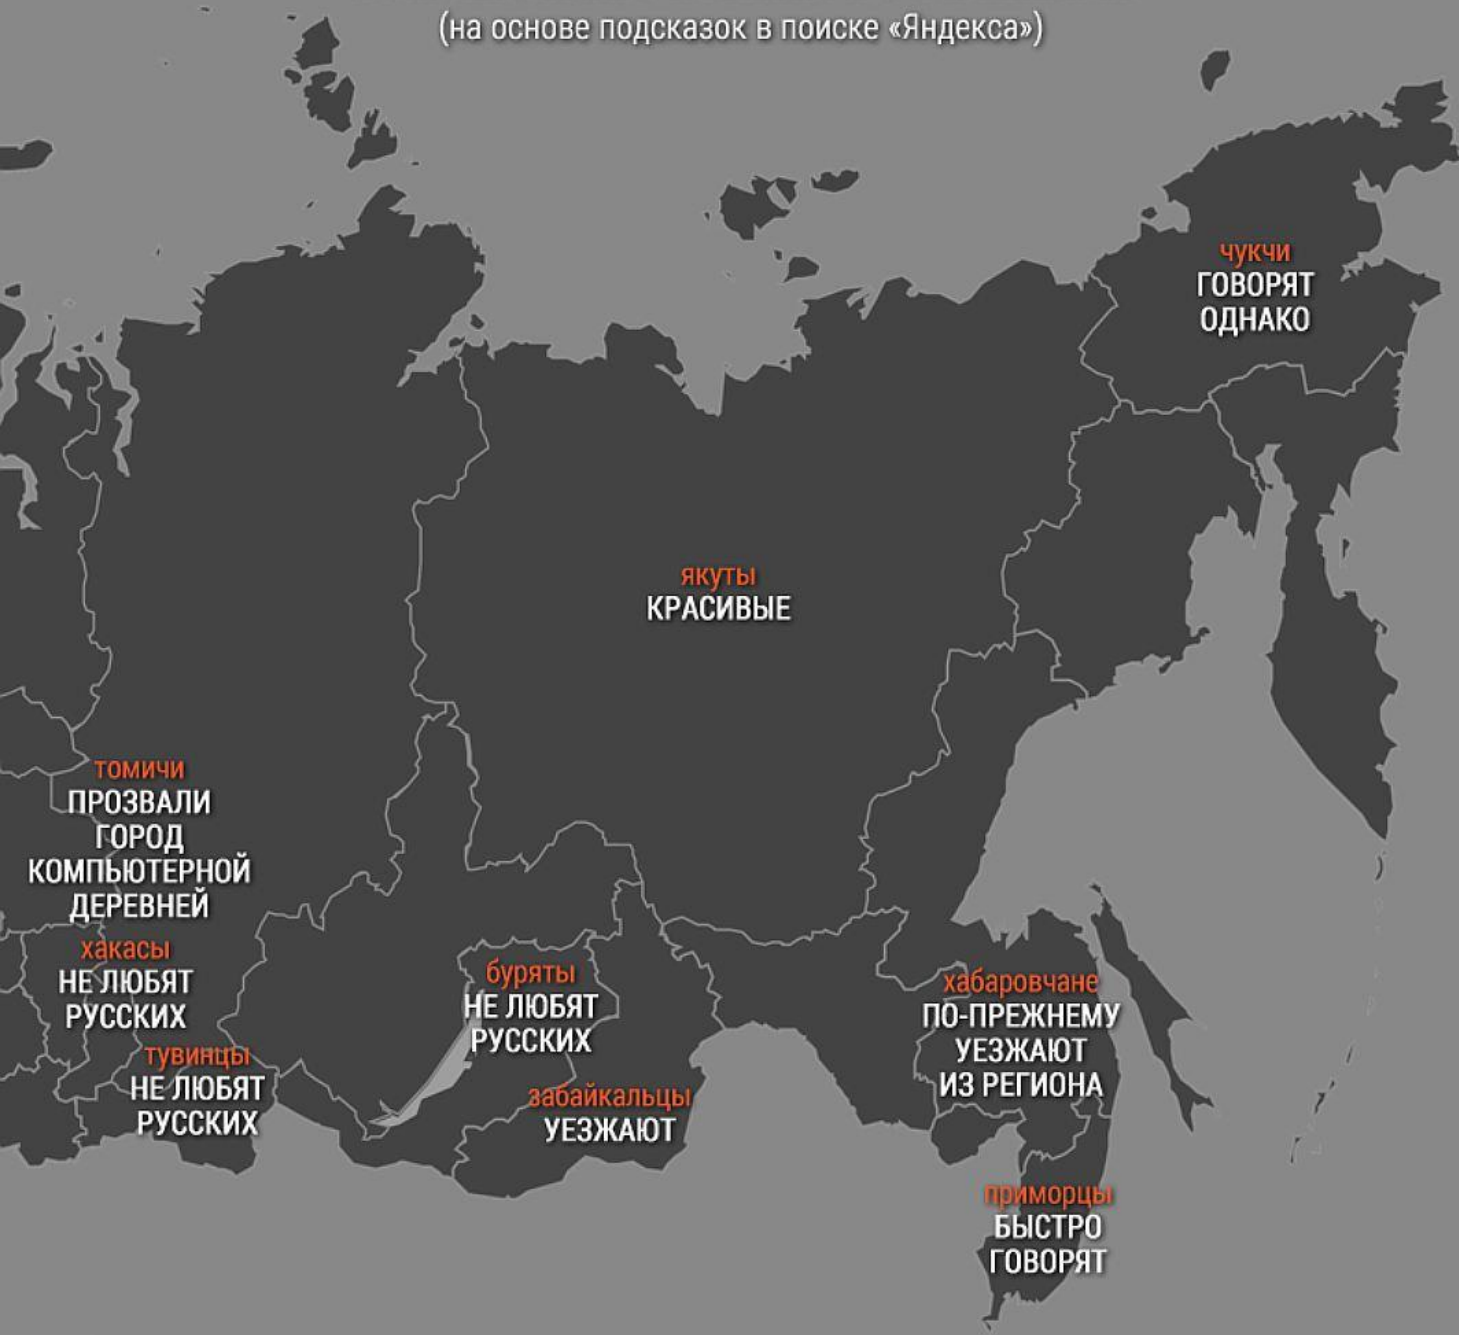 (на основе подсказок в поиске «Яндекса»)
чукчи
ГОВОРЯТ
ОДНАКО
якуты
КРАСИВЫЕ
томичи
ПРОЗВАЛИ
ГОРОД
КОМПЬЮТЕРНОЙ
ДЕРЕВНЕЙ
хакасы
НЕ ЛЮБЯТ
РУССКИХ
тувинцы
НЕ ЛЮБЯТ
РУССКИХ
буряты
НЕ ЛЮБЯТ
РУССКИХ
забайкальцы
УЕЗЖАЮТ
хабаровчане
ПО-ПРЕЖНЕМУ
УЕЗЖАЮТ
ИЗ РЕГИОНА
приморцы
БЫСТРО
ГОВОРЯТ